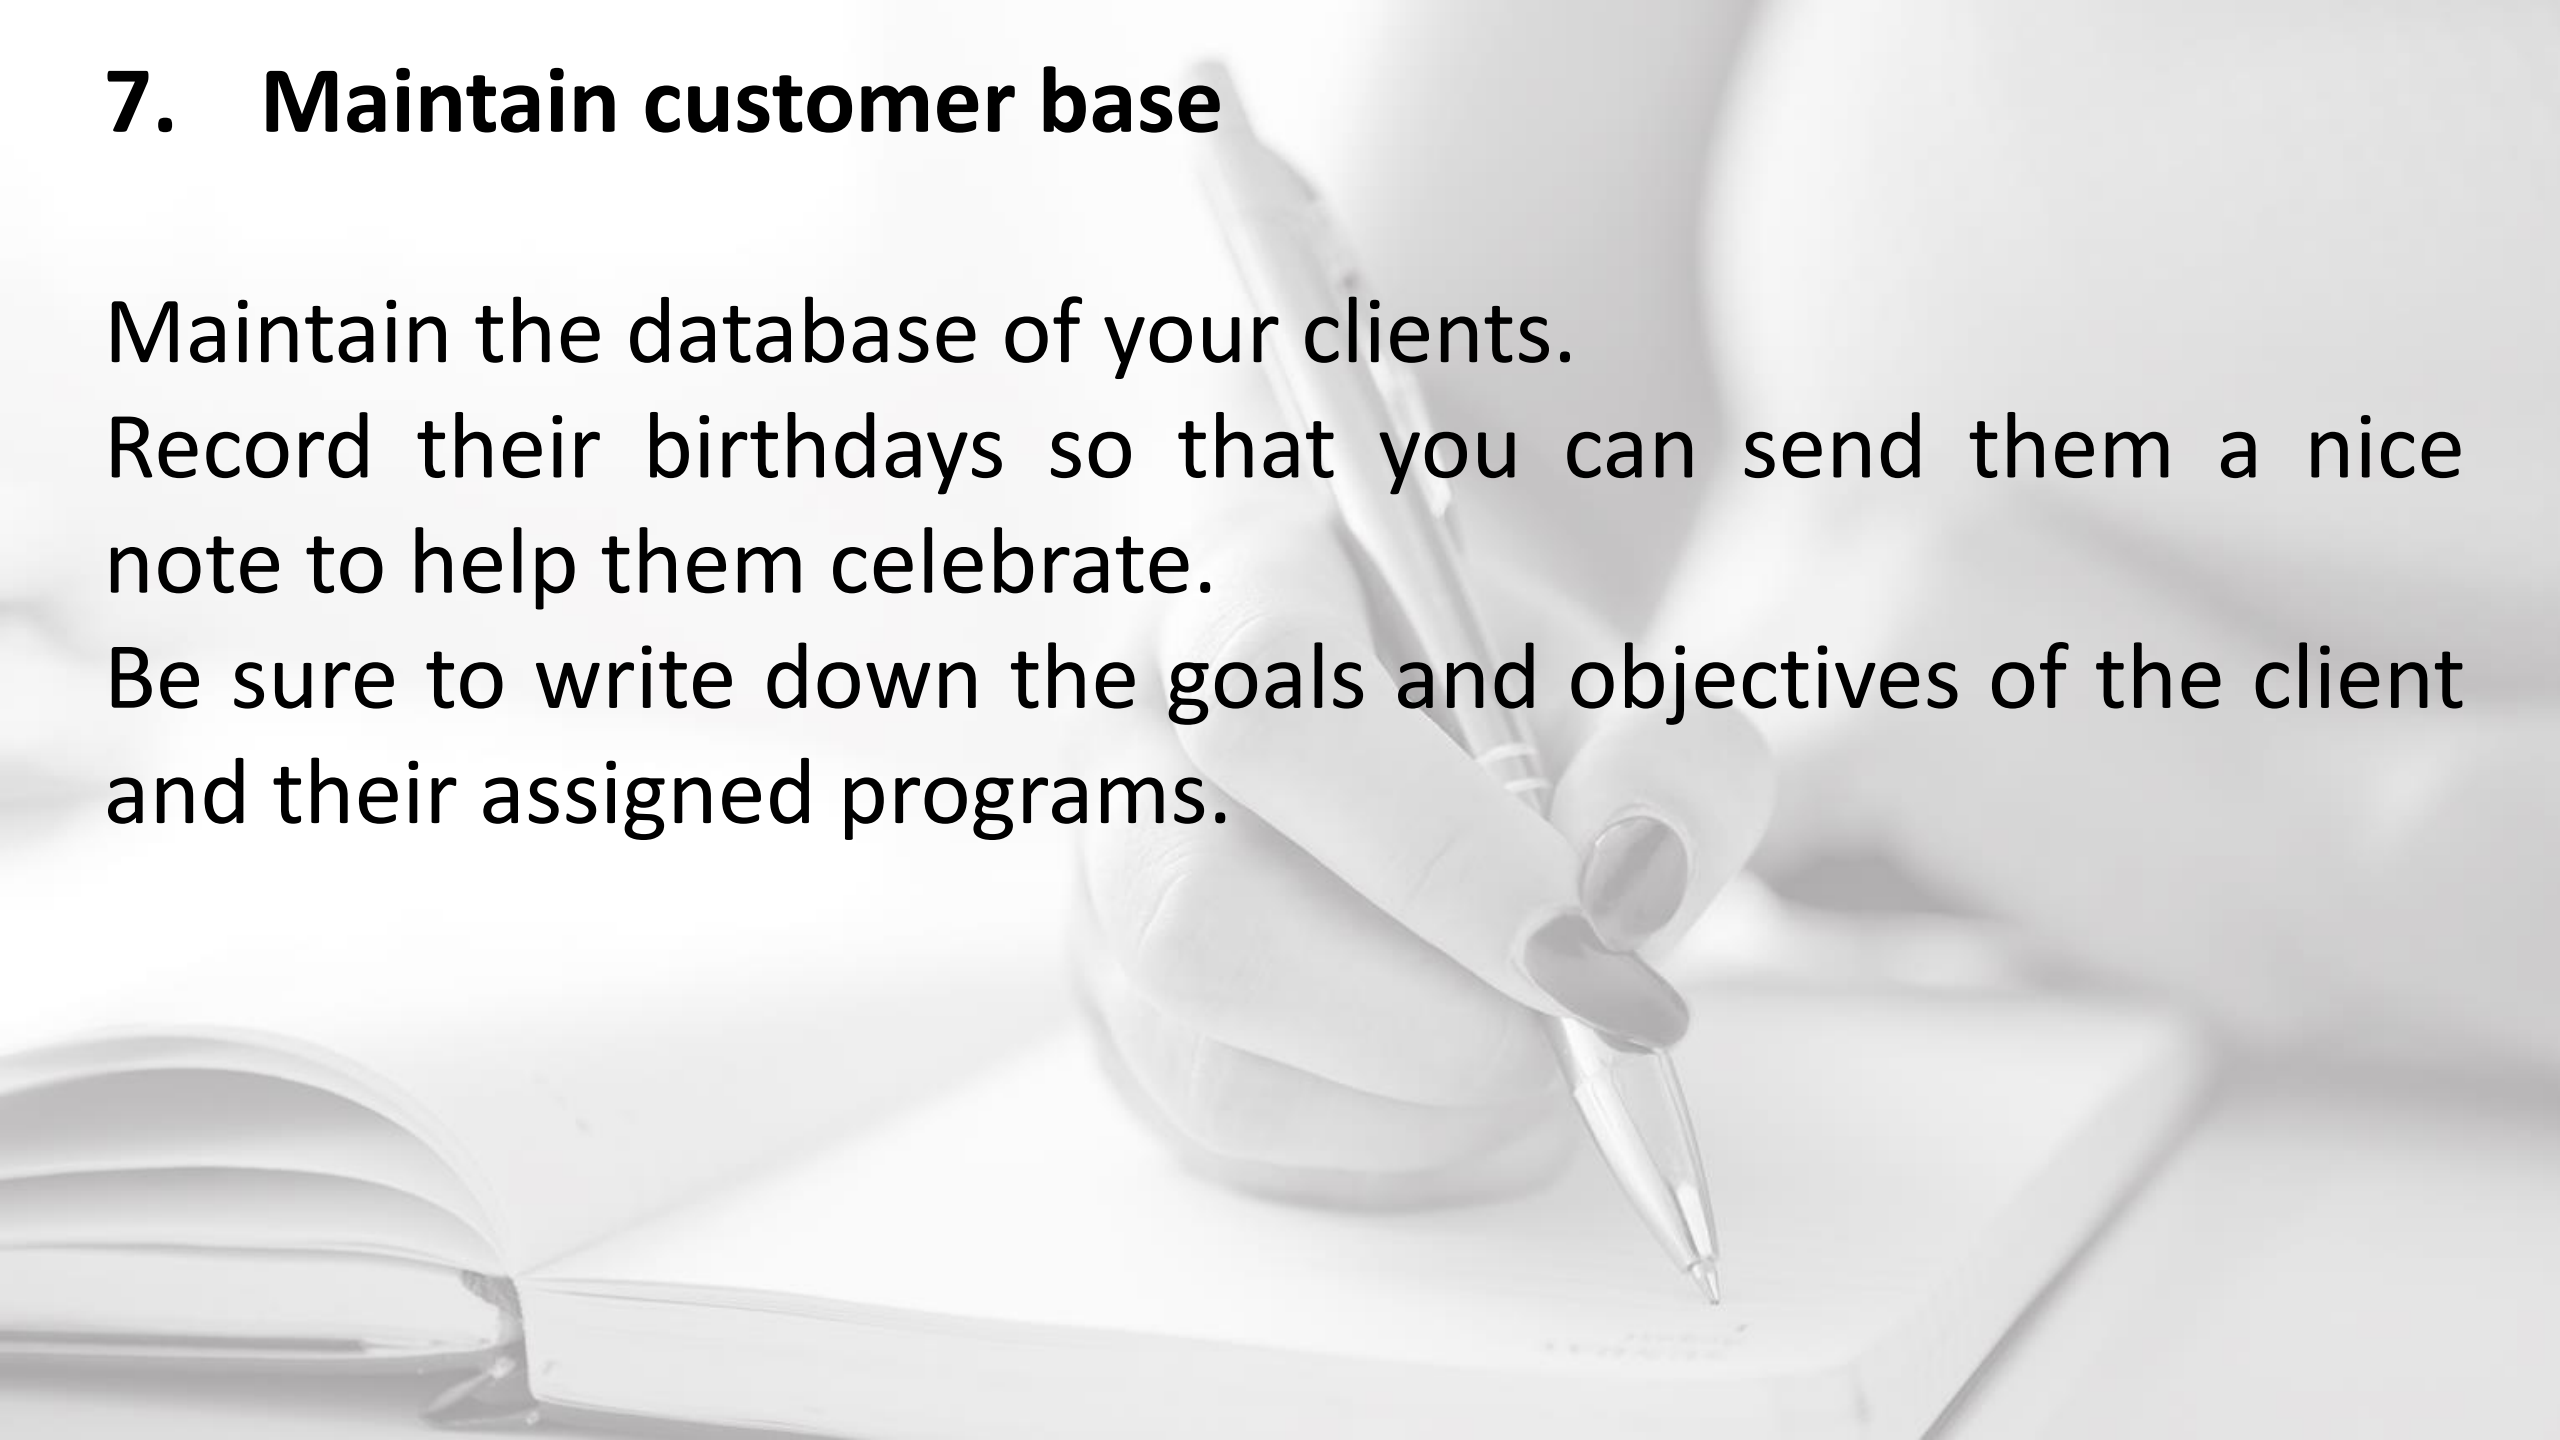 7. Maintain customer base
Maintain the database of your clients.
Record their birthdays so that you can send them a nice
note to help them celebrate.
Be sure to write down the goals and objectives of the client
and their assigned programs.